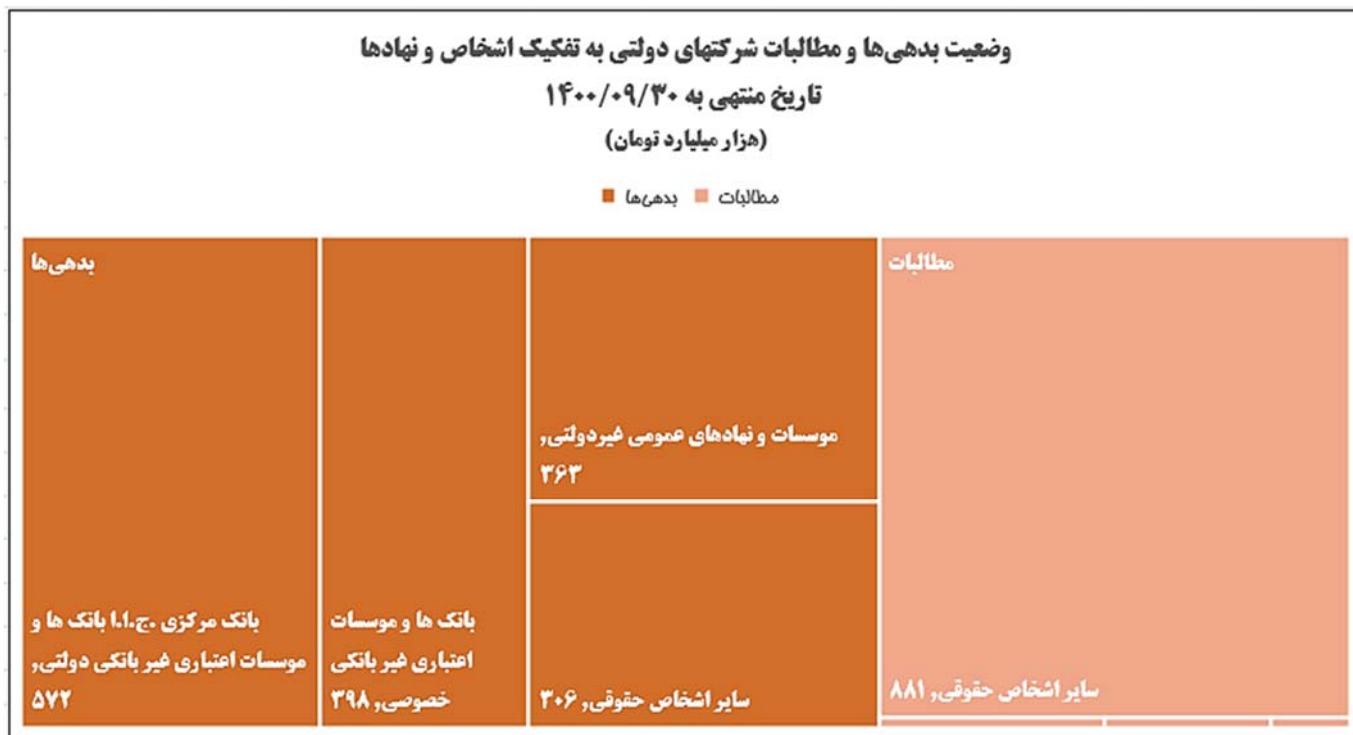 وضعیت بدهی‌ها و مطالبات شرکتهای دولتی به تفکیک اشخاص و نهادها
تاریخ منتهی به ۱۴۰۰/۰۹/۳۰
(هزار میلیارد تومان)
مطالبات بدهی‌ها
مطالبات
سایر اشخاص حقوقی, ۸۸۱
موسسات و نهادهای عمومی غیردولتی,
۳۶۳
سایر اشخاص حقوقی, ۳۰۶
بانک ها و موسسات
اعتباری غیر بانکی
خصوصی, ۳۹۸
بدهی‌ها
بانک مرکزی .ج.ا.ا بانک ها و
موسسات اعتباری غیر بانکی دولتی,
۵۷۲